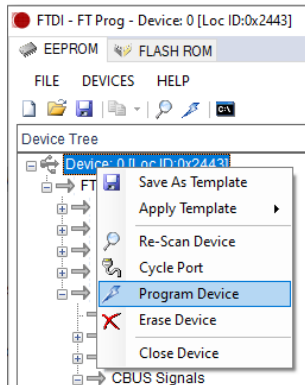 FTDI - FT Prog - Device: 0 [Loc ID:0x2443]
EEPROM FLASH ROM
FILE DEVICES HELP
Device Tree
Device: 0 [Loc ID:0x2443]
FT
Save As Template
Apply Template
Re-Scan Device
Cycle Port
Program Device
Erase Device
Close Device
CBUS Signals